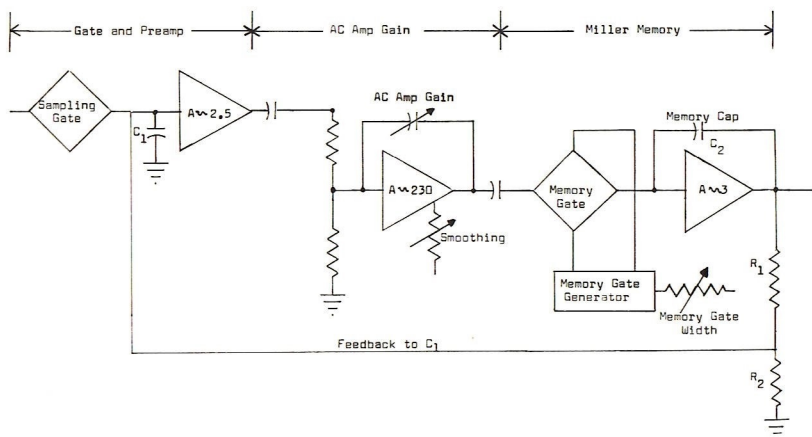 Gate and Preamp
AC Amp Gain
Miller Memory
Sampling
Gate
C1
A~2.5
AC Amp Gain
A~230
Smoothing
Memory
Gate
Memory Cap
C2
A~3
Memory Gate
Generator
Memory Gate
Width
R1
Feedback to C1
R2